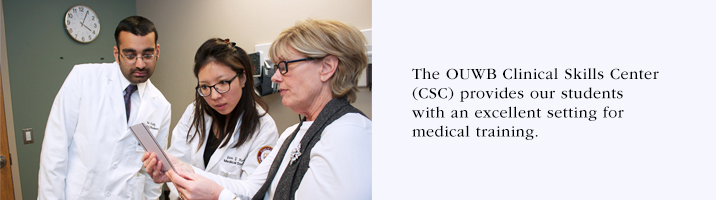 The OUWB Clinical Skills Center
(CSC) provides our students
with an excellent setting for
medical training.